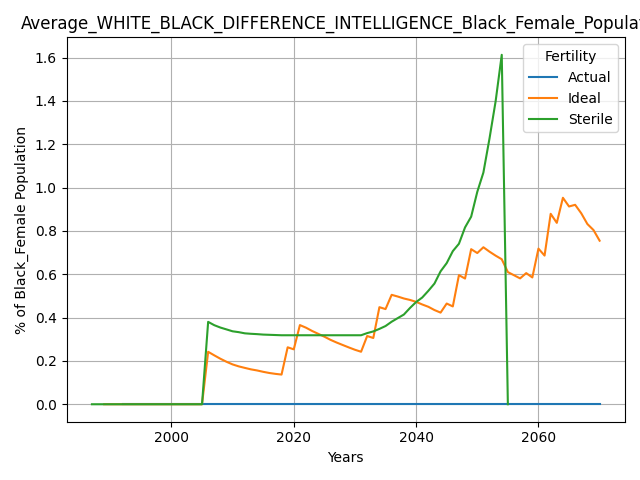 Average_WHITE_BLACK_DIFFERENCE_INTELLIGENCE_Black_Female_Populat
Fertility
Actual
Ideal
Sterile
% of Black_Female Population
1.6
1.4
1.2
1.0
0.8
0.6
0.4
0.2
0.0
2000 2020 2040 2060
Years